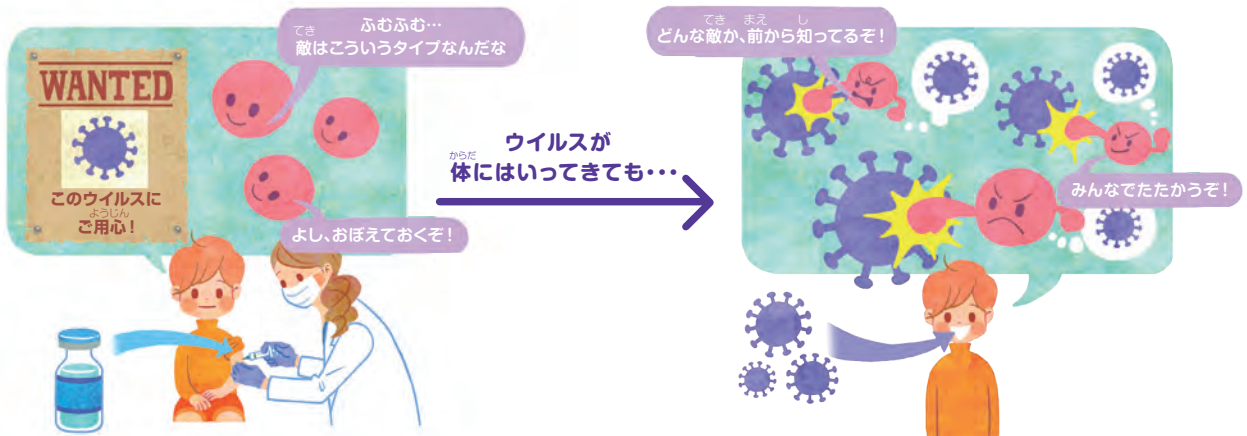 ふむふむ…
敵はこういうタイプなんだな
てき
WANTED
このウイルスに
ご用心！
ようじん
よし、おぼえておくぞ！
ウイルスが
体にはいってきても・・・
からだ
どんな敵か、前から知ってるぞ！
てき まえ し
みんなでたたかうぞ！